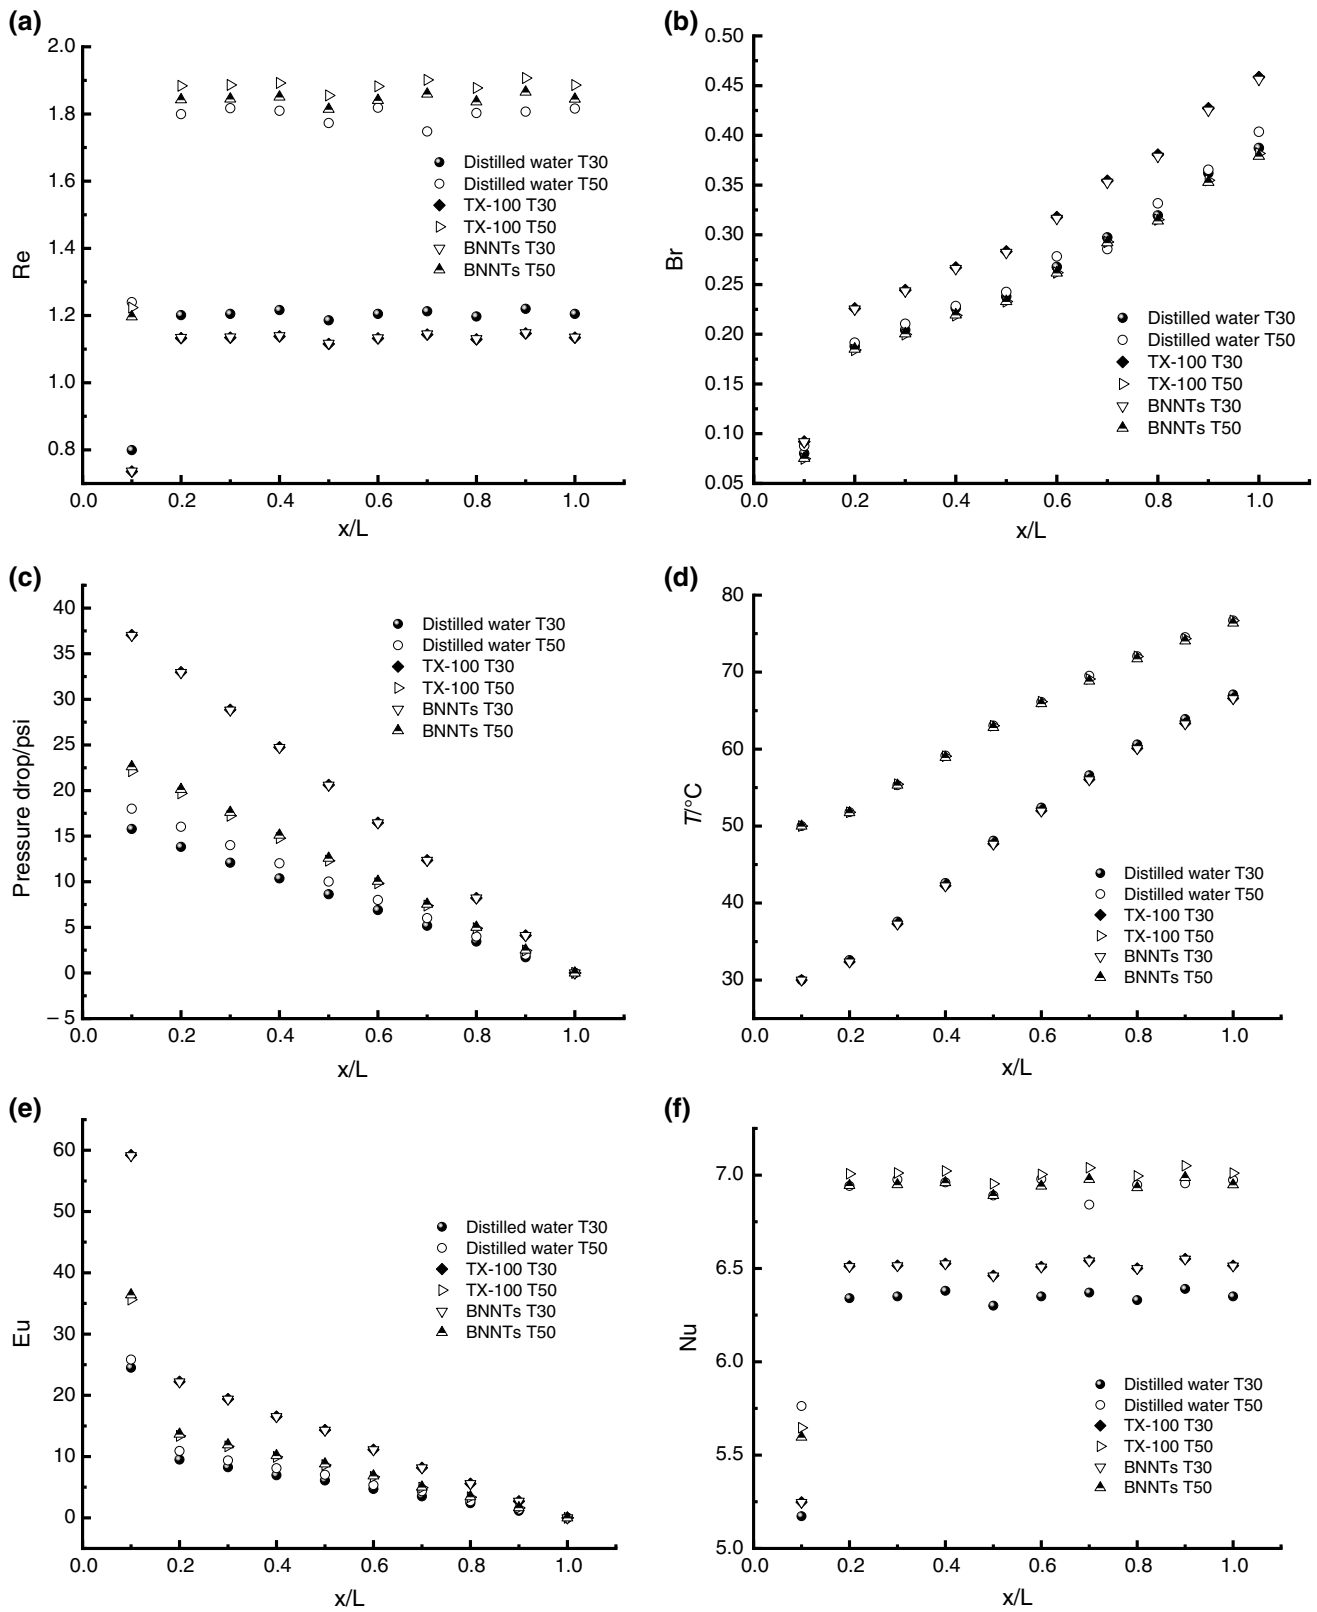 (a)
2.0
1.8
1.6
1.4
1.2
1.0
0.8
Re
Distilled water T30
Distilled water T50
TX-100 T30
TX-100 T50
BNNTs T30
BNNTs T50
0.0 0.2 0.4 0.6 0.8 1.0
x/L
(b)
0.50
0.45
0.40
0.35
0.30
0.25
0.20
0.15
0.10
0.05
Br
Distilled water T30
Distilled water T50
TX-100 T30
TX-100 T50
BNNTs T30
BNNTs T50
0.0 0.2 0.4 0.6 0.8 1.0
x/L
(c)
40
35
30
25
20
15
10
5
0
−5
Pressure drop/psi
Distilled water T30
Distilled water T50
TX-100 T30
TX-100 T50
BNNTs T30
BNNTs T50
0.0 0.2 0.4 0.6 0.8 1.0
x/L
(d)
80
70
60
50
40
30
T/°C
Distilled water T30
Distilled water T50
TX-100 T30
TX-100 T50
BNNTs T30
BNNTs T50
0.0 0.2 0.4 0.6 0.8 1.0
x/L
(e)
60
50
40
30
20
10
0
Eu
Distilled water T30
Distilled water T50
TX-100 T30
TX-100 T50
BNNTs T30
BNNTs T50
0.0 0.2 0.4 0.6 0.8 1.0
x/L
(f)
7.0
6.5
6.0
5.5
5.0
Nu
Distilled water T30
Distilled water T50
TX-100 T30
TX-100 T50
BNNTs T30
BNNTs T50
0.0 0.2 0.4 0.6 0.8 1.0
x/L